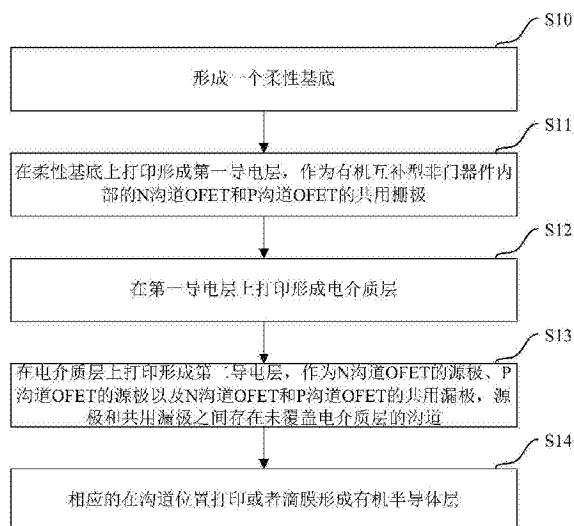 S10
形成一个柔性基底
S11
在柔性基底上打印形成第一导电层，作为有机互补型非门器件内
部的N沟道OFET和P沟道OFET的共用栅极
S12
在第一导电层上打印形成电介质层
S13
在电介质层上打印形成第二导电层，作为N沟道OFET的源极、P
沟道OFET的源极以及N沟道OFET和P沟道OFET的共用漏极，源
极和共用漏极之间存在未覆盖电介质层的沟道
S14
相应的在沟道位置打印或者滴膜形成有机半导体层